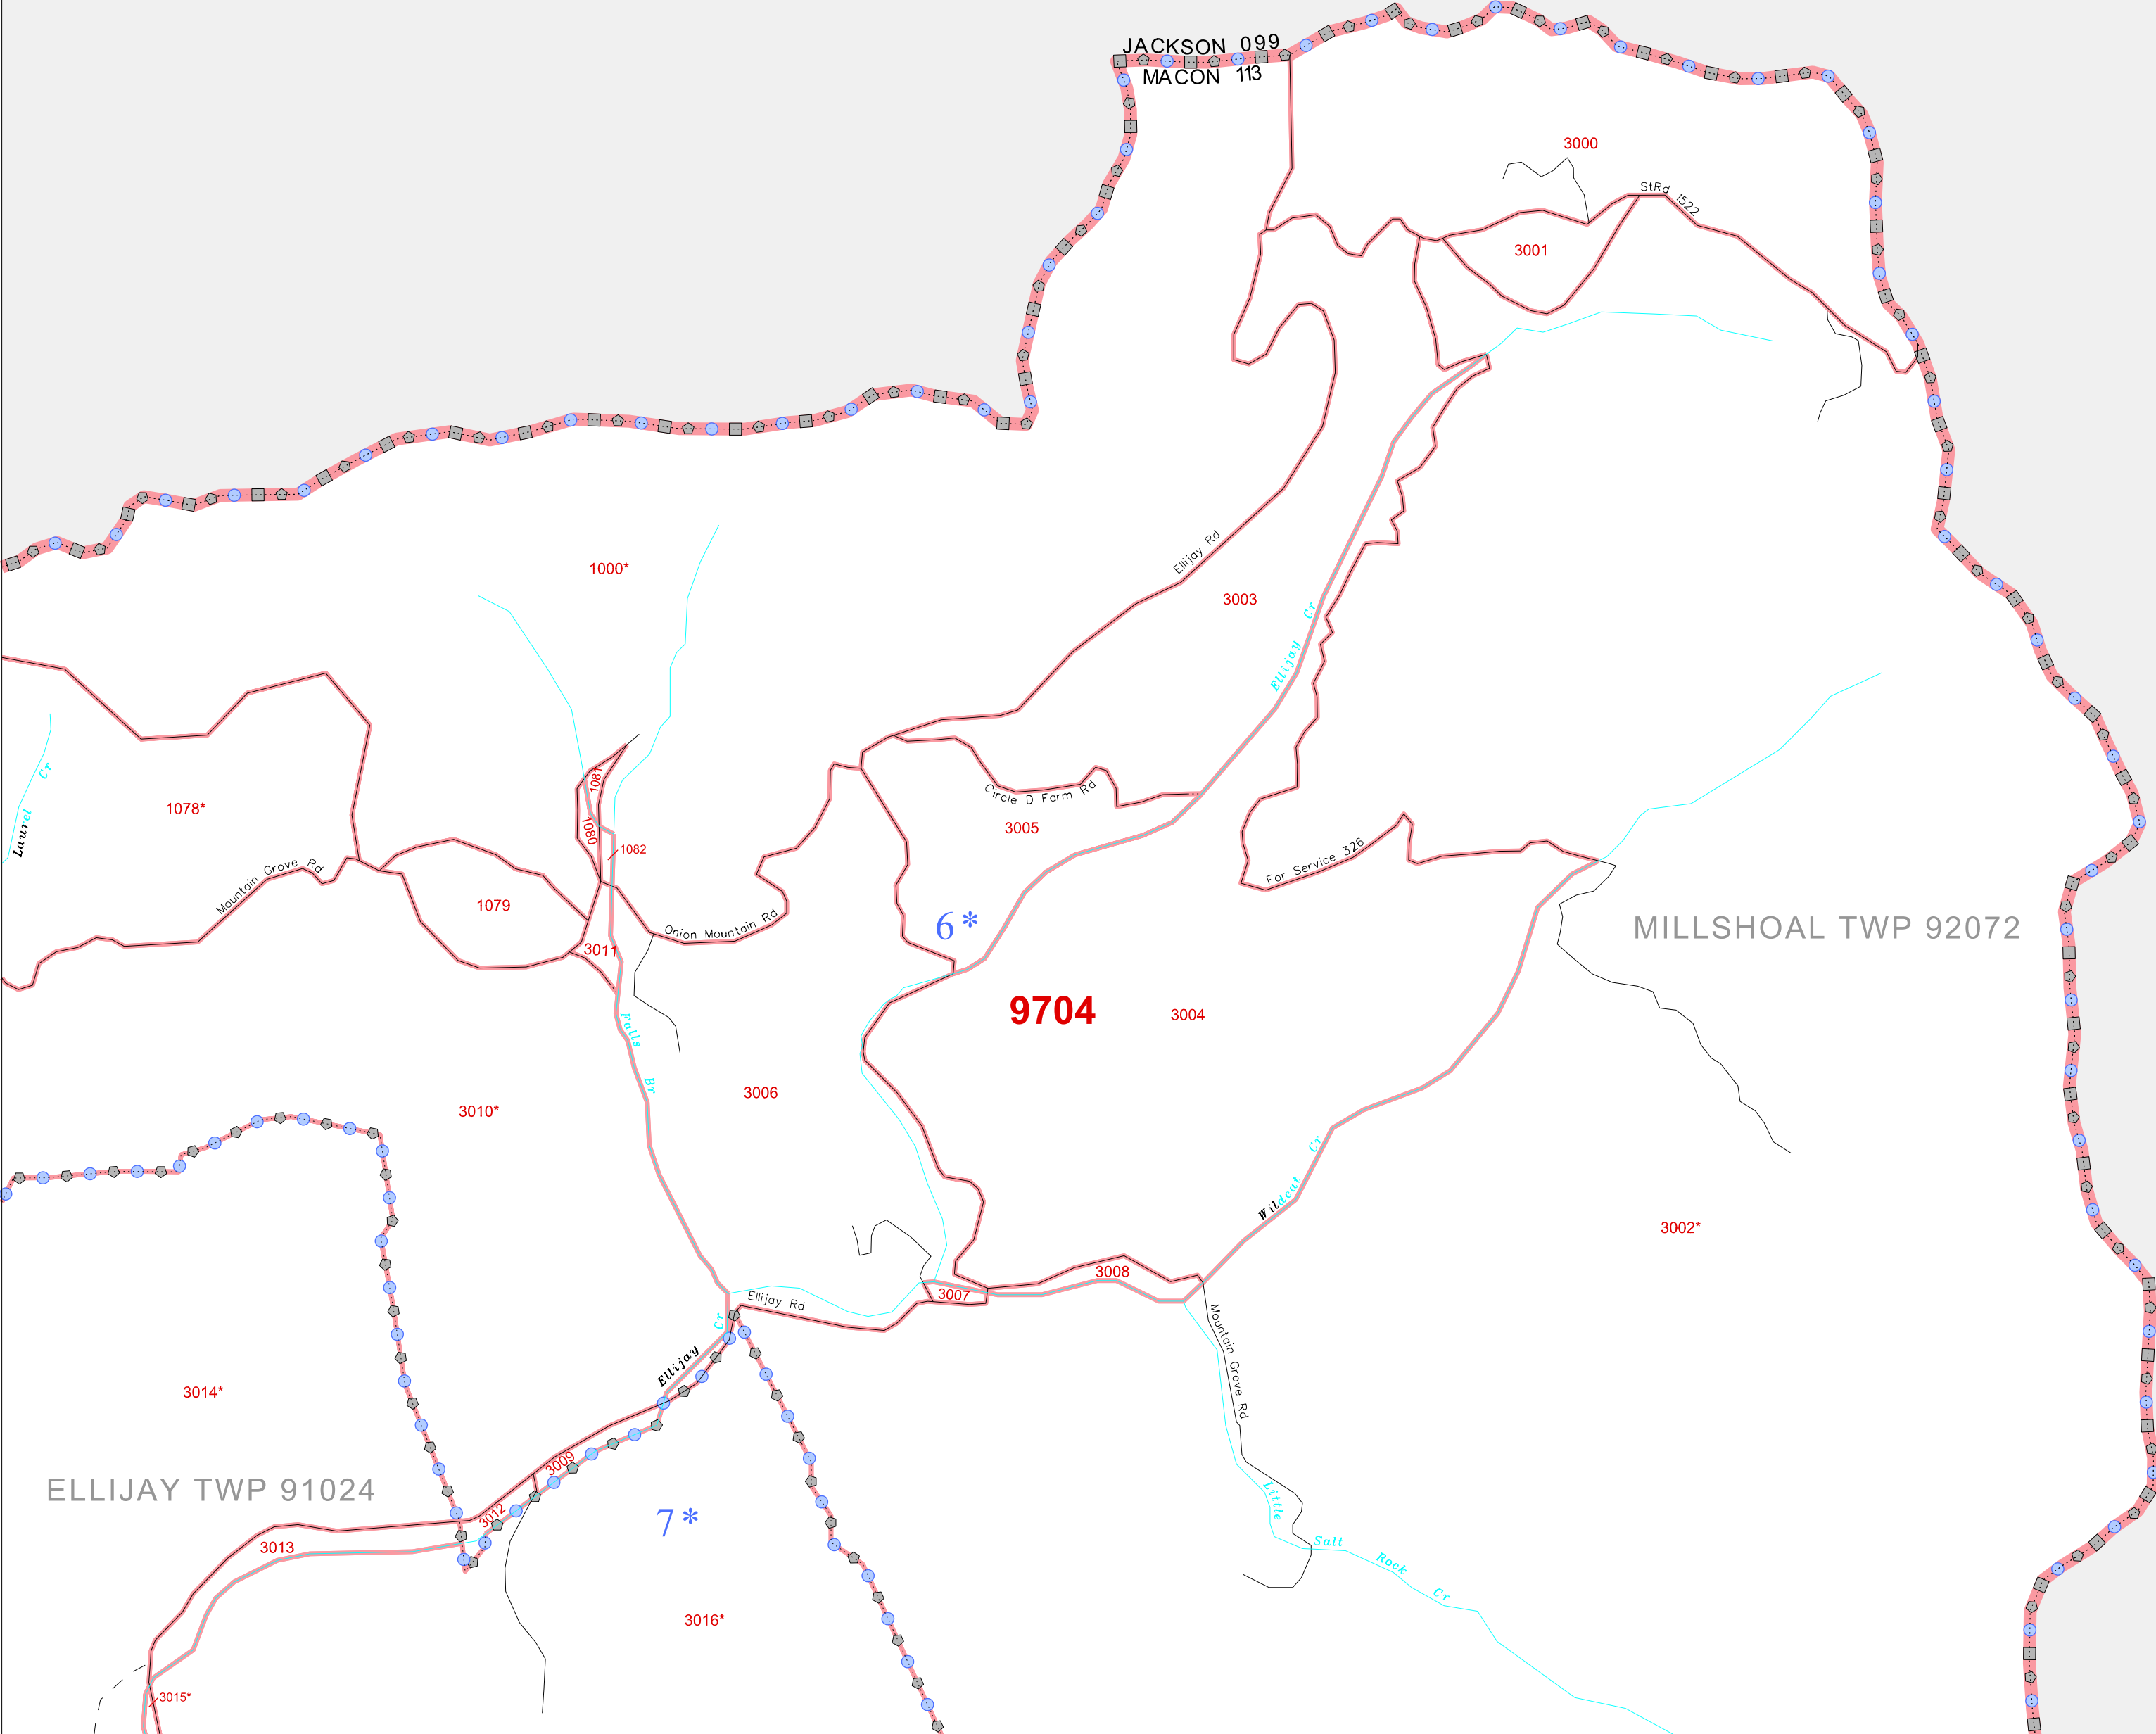 JACKSON 099
MACON 113
3000
StRd 1522
3001
Ellijay Rd
1000*
3003
Ellijay Cr
Laurel Cr
1078*
1081
1080
1082
Circle D Farm Rd
3005
For Service 326
Mountain Grove Rd
1079
Onion Mountain Rd
6*
MILLSHOAL TWP 92072
3011
9704
3004
Falls Br
3006
3010*
Wildcat Cr
3002*
3008
3007
Ellijay Rd
Mountain Grove Rd
Ellijay Cr
3014*
3009
ELLIJAY TWP 91024
3012
7*
Little Salt Rock Cr
3013
3016*
3015*